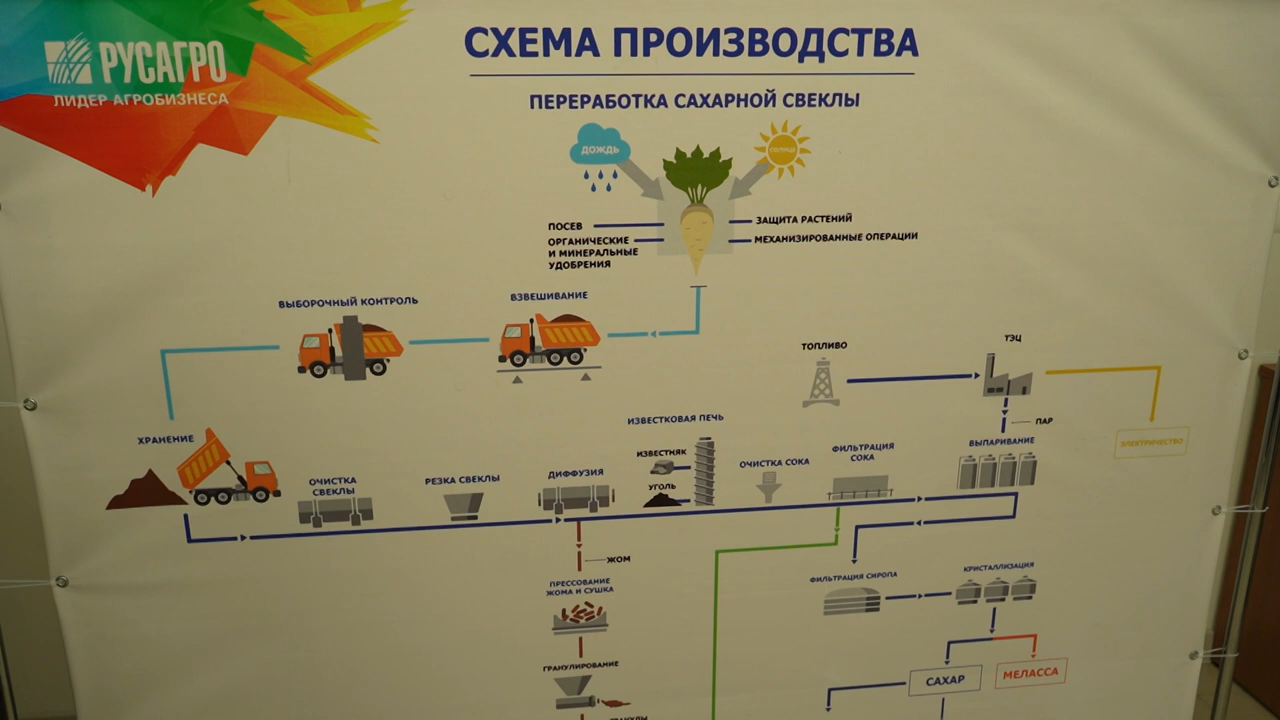 РУСАГРО
ЛИДЕР АГРОБИЗНЕСА
СХЕМА ПРОИЗВОДСТВА
ПЕРЕРАБОТКА САХАРНОЙ СВЕКЛЫ
ДОЖДЬ
СОЛНЦЕ
ПОСЕВ
ОРГАНИЧЕСКИЕ
И МИНЕРАЛЬНЫЕ
УДОБРЕНИЯ
ЗАЩИТА РАСТЕНИЙ
МЕХАНИЗИРОВАННЫЕ ОПЕРАЦИИ
ВЫБОРОЧНЫЙ КОНТРОЛЬ
ВЗВЕШИВАНИЕ
ТОПЛИВО
ТЭЦ
ПАР
ЭЛЕКТРИЧЕСТВО
ХРАНЕНИЕ
ОЧИСТКА
СВЕКЛЫ
РЕЗКА СВЕКЛЫ
ДИФФУЗИЯ
ИЗВЕСТКОВАЯ ПЕЧЬ
ИЗВЕСТНЯК
УГОЛЬ
ОЧИСТКА СОКА
ФИЛЬТРАЦИЯ
СОКА
ВЫПАРИВАНИЕ
ЖОМ
ПРЕССОВАНИЕ
ЖОМА И СУШКА
ФИЛЬТРАЦИЯ СИРОПА
КРИСТАЛЛИЗАЦИЯ
ГРАНУЛИРОВАНИЕ
САХАР
МЕЛАССА